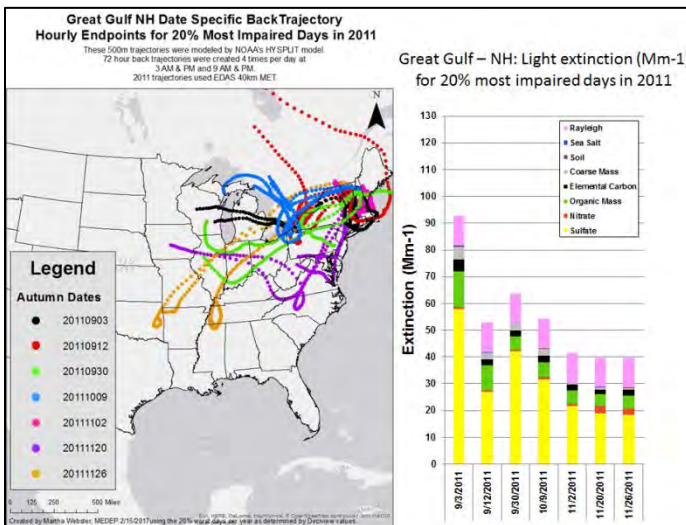 Great Gulf NH Date Specific BackTrajectory
Hourly Endpoints for 20% Most Impaired Days in 2011
These 500m trajectories were modeled by NOAA's HYSPLIT model.
72 hour back trajectories were created 4 times per day at
3 AM & PM and 9 AM & PM.
2011 trajectories used EDAS 40km MET.
N
Legend
Autumn Dates
20110903
20110912
20110930
20111009
20111102
20111120
20111126
0 125 250 500 Miles
Created by Martha Webster, MEDEP 2/15/2017using the 20% worst days per year as determined by Deciview values.
Great Gulf – NH: Light extinction (Mm-1)
for 20% most impaired days in 2011
Extinction (Mm-1)
130
120
110
100
90
80
70
60
50
40
30
20
10
0
Rayleigh
Sea Salt
Soil
Coarse Mass
Elemental Carbon
Organic Mass
Nitrate
Sulfate
9/3/2011
9/12/2011
9/30/2011
10/9/2011
11/2/2011
11/20/2011
11/26/2011